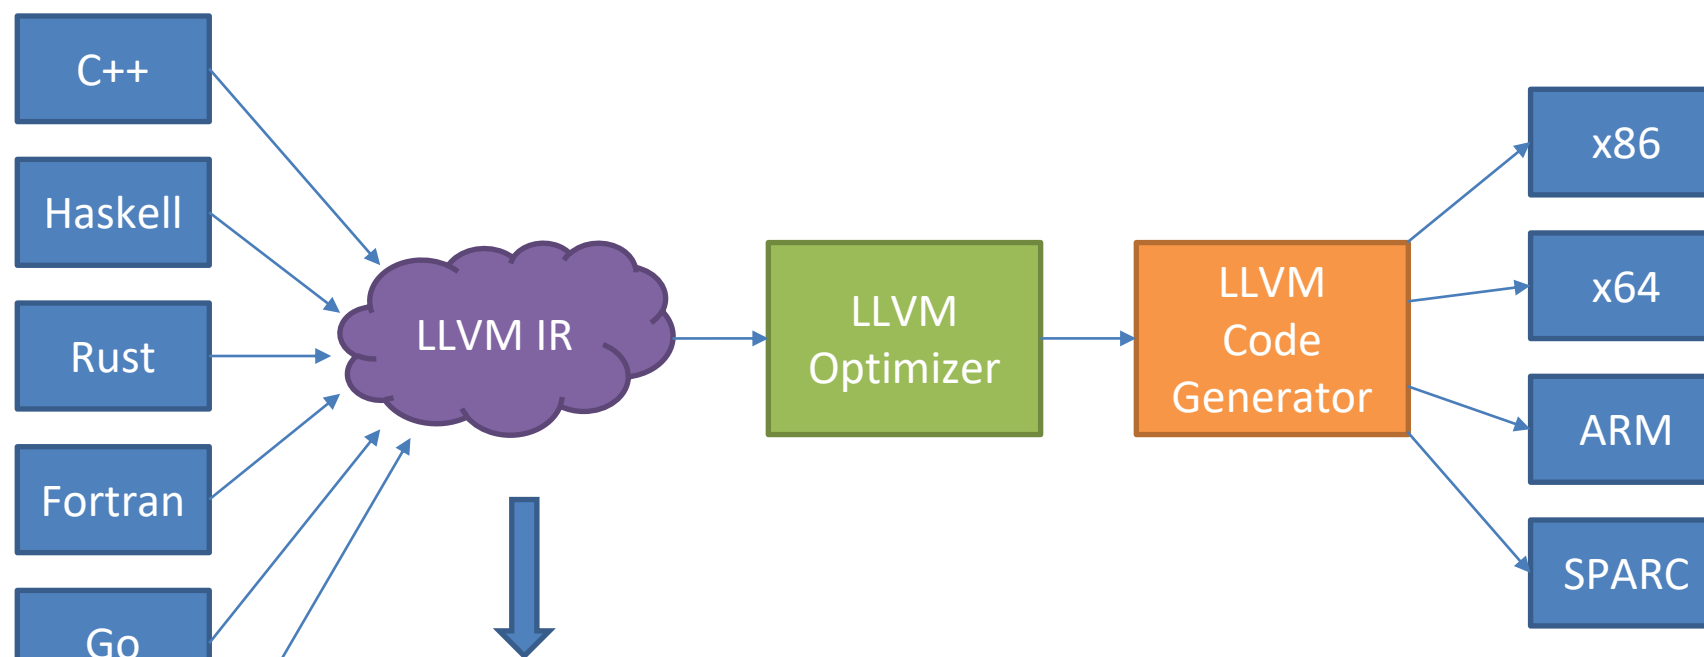 C++
Haskell
Rust
Fortran
Go
LLVM IR
LLVM
Optimizer
LLVM
Code
Generator
x86
x64
ARM
SPARC